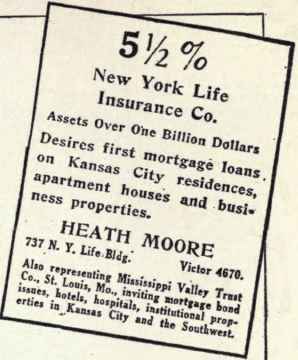 5½%
New York Life
Insurance Co.
Assets Over One Billion Dollars
Desires first mortgage loans
on Kansas City residences,
apartment houses and busi-
ness properties.
HEATH MOORE
737 N. Y. Life Bldg. Victor 4670.
Also representing Mississippi Valley Trust
Co., St. Louis, Mo., inviting mortgage bond
issues, hotels, hospitals, institutional prop-
erties in Kansas City and the Southwest.